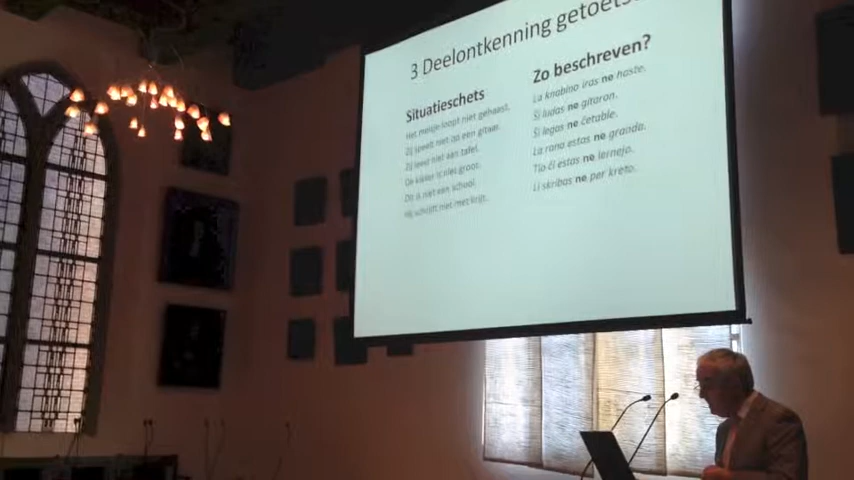 3 Deelontkenning getoets
Situatieschets
Het meisje loopt niet gehaast.
Zij speelt niet op een gitaar.
Zij leest niet aan tafel.
De kikker is niet groot.
Dit is niet een school.
Hij schrijft niet met krijt.
Zo beschreven?
La knabino iras ne haste.
Ŝi ludas ne gitaron.
Ŝi legas ne ĉetable.
La rano estas ne granda.
Tio ĉi estas ne lernejo.
Li skribas ne per kreto.